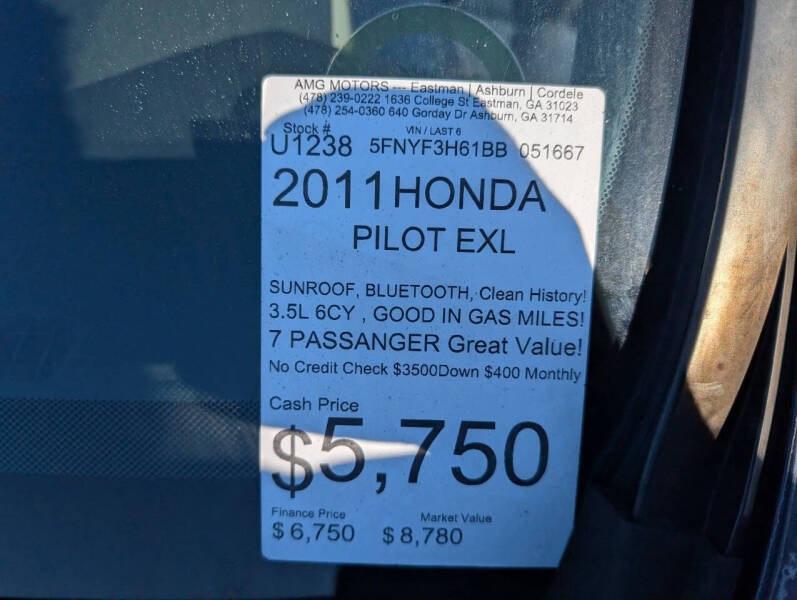 AMG MOTORS --- Eastman | Ashburn | Cordele
(478) 239-0222 1636 College St Eastman, GA 31023
(478) 254-0360 640 Gorday Dr Ashburn, GA 31714
Stock # VIN / LAST 6
U1238 5FNYF3H61BB 051667
2011 HONDA
PILOT EXL
SUNROOF, BLUETOOTH, Clean History!
3.5L 6CY , GOOD IN GAS MILES!
7 PASSANGER Great Value!
No Credit Check $3500Down $400 Monthly
Cash Price
$5,750
Finance Price Market Value
$6,750 $8,780